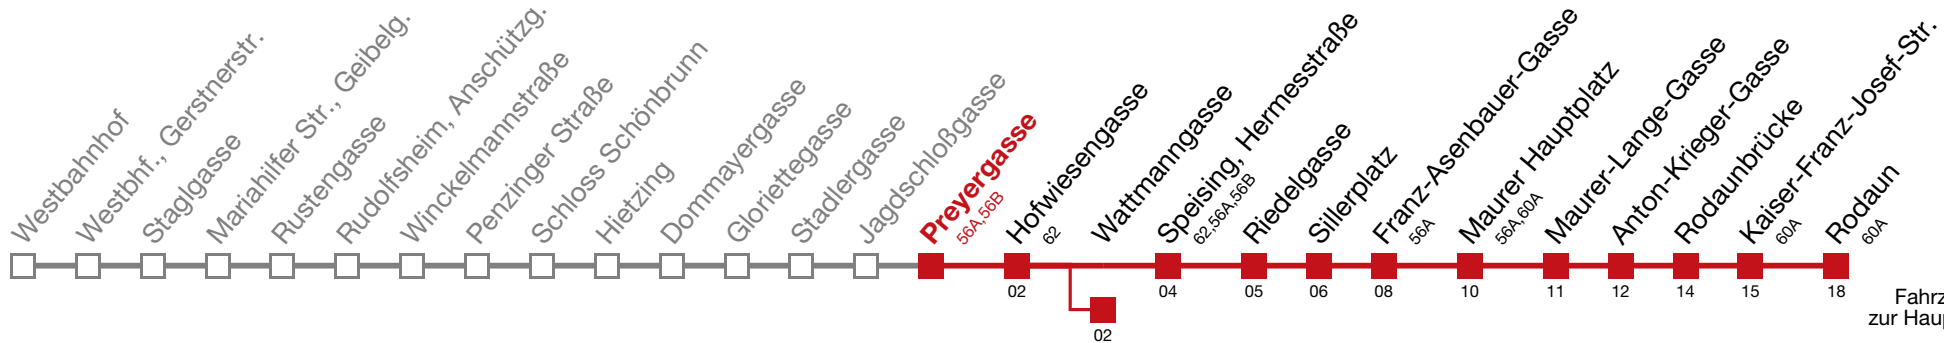 Westbahnhof
Westbhf., Gerstnerstr.
Staglgasse
Mariahilfer Str., Geibelg.
Rustengasse
Rudolfsheim, Anschützg.
Winckelmannstraße
Penzinger Straße
Schloss Schönbrunn
Hietzing
Dommayergasse
Gloriettegasse
Stadlergasse
Jagdschloßgasse
Preyergasse
56A,56B
Hofwiesengasse
62
Wattmanngasse
Speising, Hermesstraße
62,56A,56B
Riedelgasse
Sillerplatz
Franz-Asenbauer-Gasse
56A
Maurer Hauptplatz
56A,60A
Maurer-Lange-Gasse
Anton-Krieger-Gasse
Rodaunbrücke
Kaiser-Franz-Josef-Str.
60A
Rodaun
60A
02
04
05
06
08
10
11
12
14
15
18
02
Fahrz
zur Haup